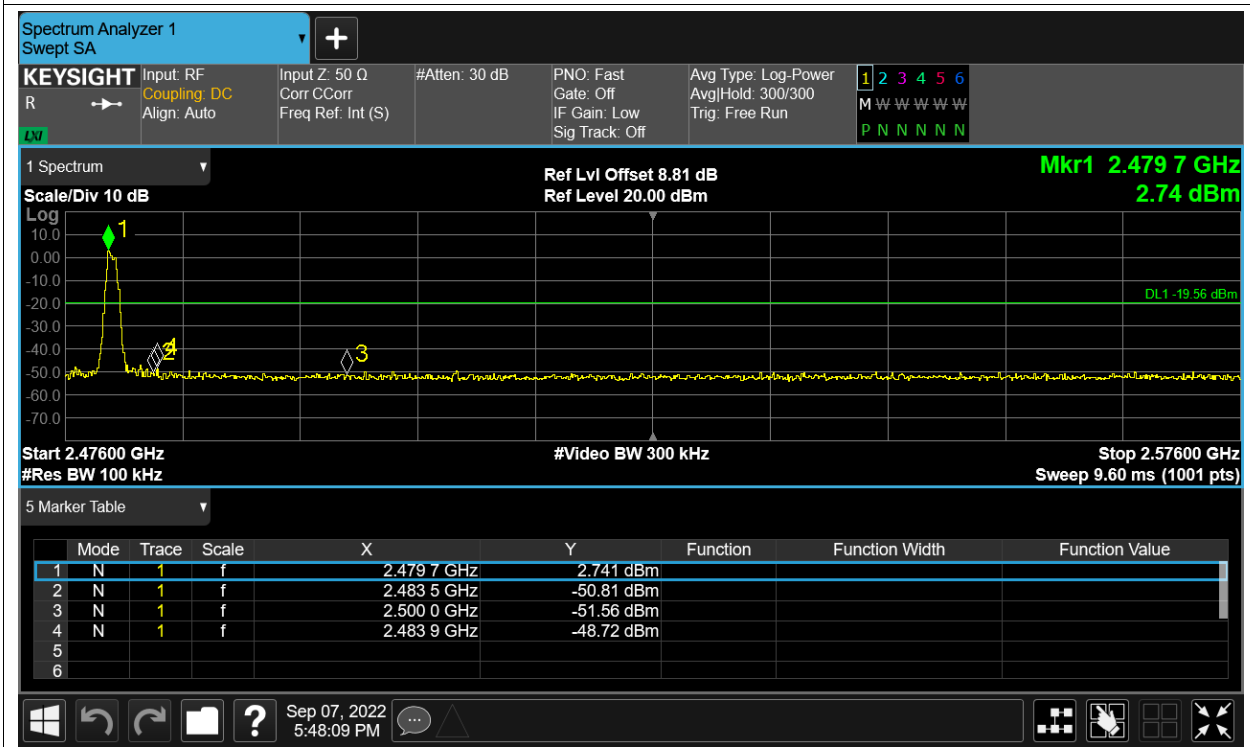 Spectrum Analyzer 1
Swept SA
KEYSIGHT Input: RF Input Z: 50 Ω #Atten: 30 dB PNO: Fast Avg Type: Log-Power 1 2 3 4 5 6
R Coupling: DC Corr CCorr Gate: Off Avg|Hold: 300/300 M W W W W W
Align: Auto Freq Ref: Int (S) IF Gain: Low Trig: Free Run
LXI Sig Track: Off P N N N N N
1 Spectrum Ref Lvl Offset 8.81 dB Mkr1 2.479 7 GHz
Scale/Div 10 dB Ref Level 20.00 dBm 2.74 dBm
Log
10.0 1
0.00
-10.0
-20.0 DL1 -19.56 dBm
-30.0
-40.0 2 4 3
-50.0
-60.0
-70.0
Start 2.47600 GHz #Video BW 300 kHz Stop 2.57600 GHz
#Res BW 100 kHz Sweep 9.60 ms (1001 pts)
5 Marker Table
Mode Trace Scale X Y Function Function Width Function Value
1 N 1 f 2.479 7 GHz 2.741 dBm
2 N 1 f 2.483 5 GHz -50.81 dBm
3 N 1 f 2.500 0 GHz -51.56 dBm
4 N 1 f 2.483 9 GHz -48.72 dBm
5
6
? Sep 07, 2022
5:48:09 PM